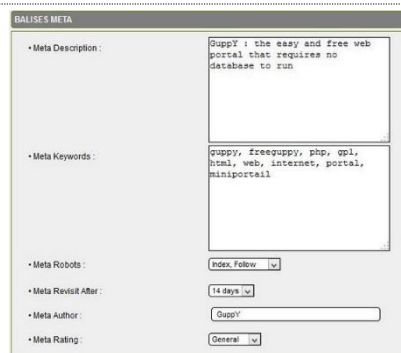 BALISES META
• Meta Description :
GuppY : the easy and free web
portal that requires no
database to run
• Meta Keywords :
guppy, freeguppy, php, gpl,
html, web, internet, portal,
miniportail
• Meta Robots :
Index, Follow
• Meta Revisit After :
14 days
• Meta Author :
GuppY
• Meta Rating :
General